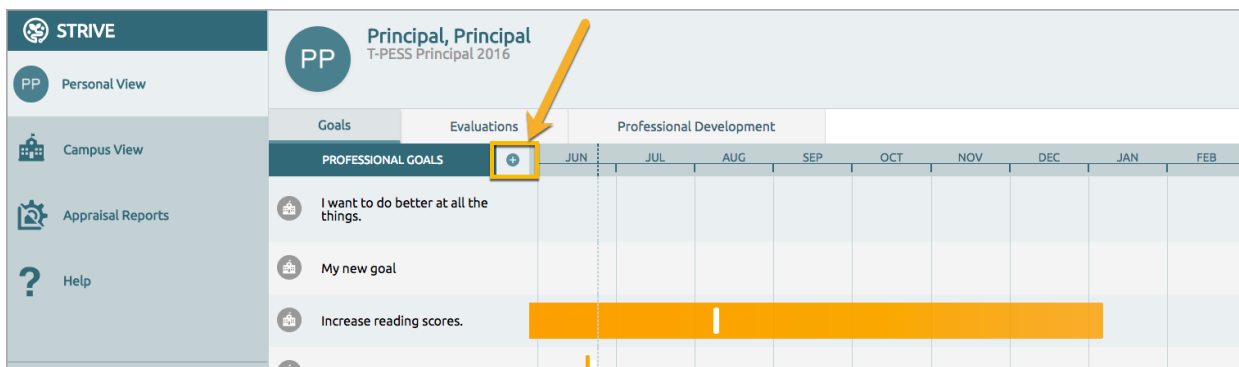 STRIVE
PP
Personal View
Campus View
Appraisal Reports
?
Help
PP
Principal, Principal
T-PESS Principal 2016
Goals
Evaluations
Professional Development
PROFESSIONAL GOALS
+
JUN
JUL
AUG
SEP
OCT
NOV
DEC
JAN
FEB
I want to do better at all the
things.
My new goal
Increase reading scores.